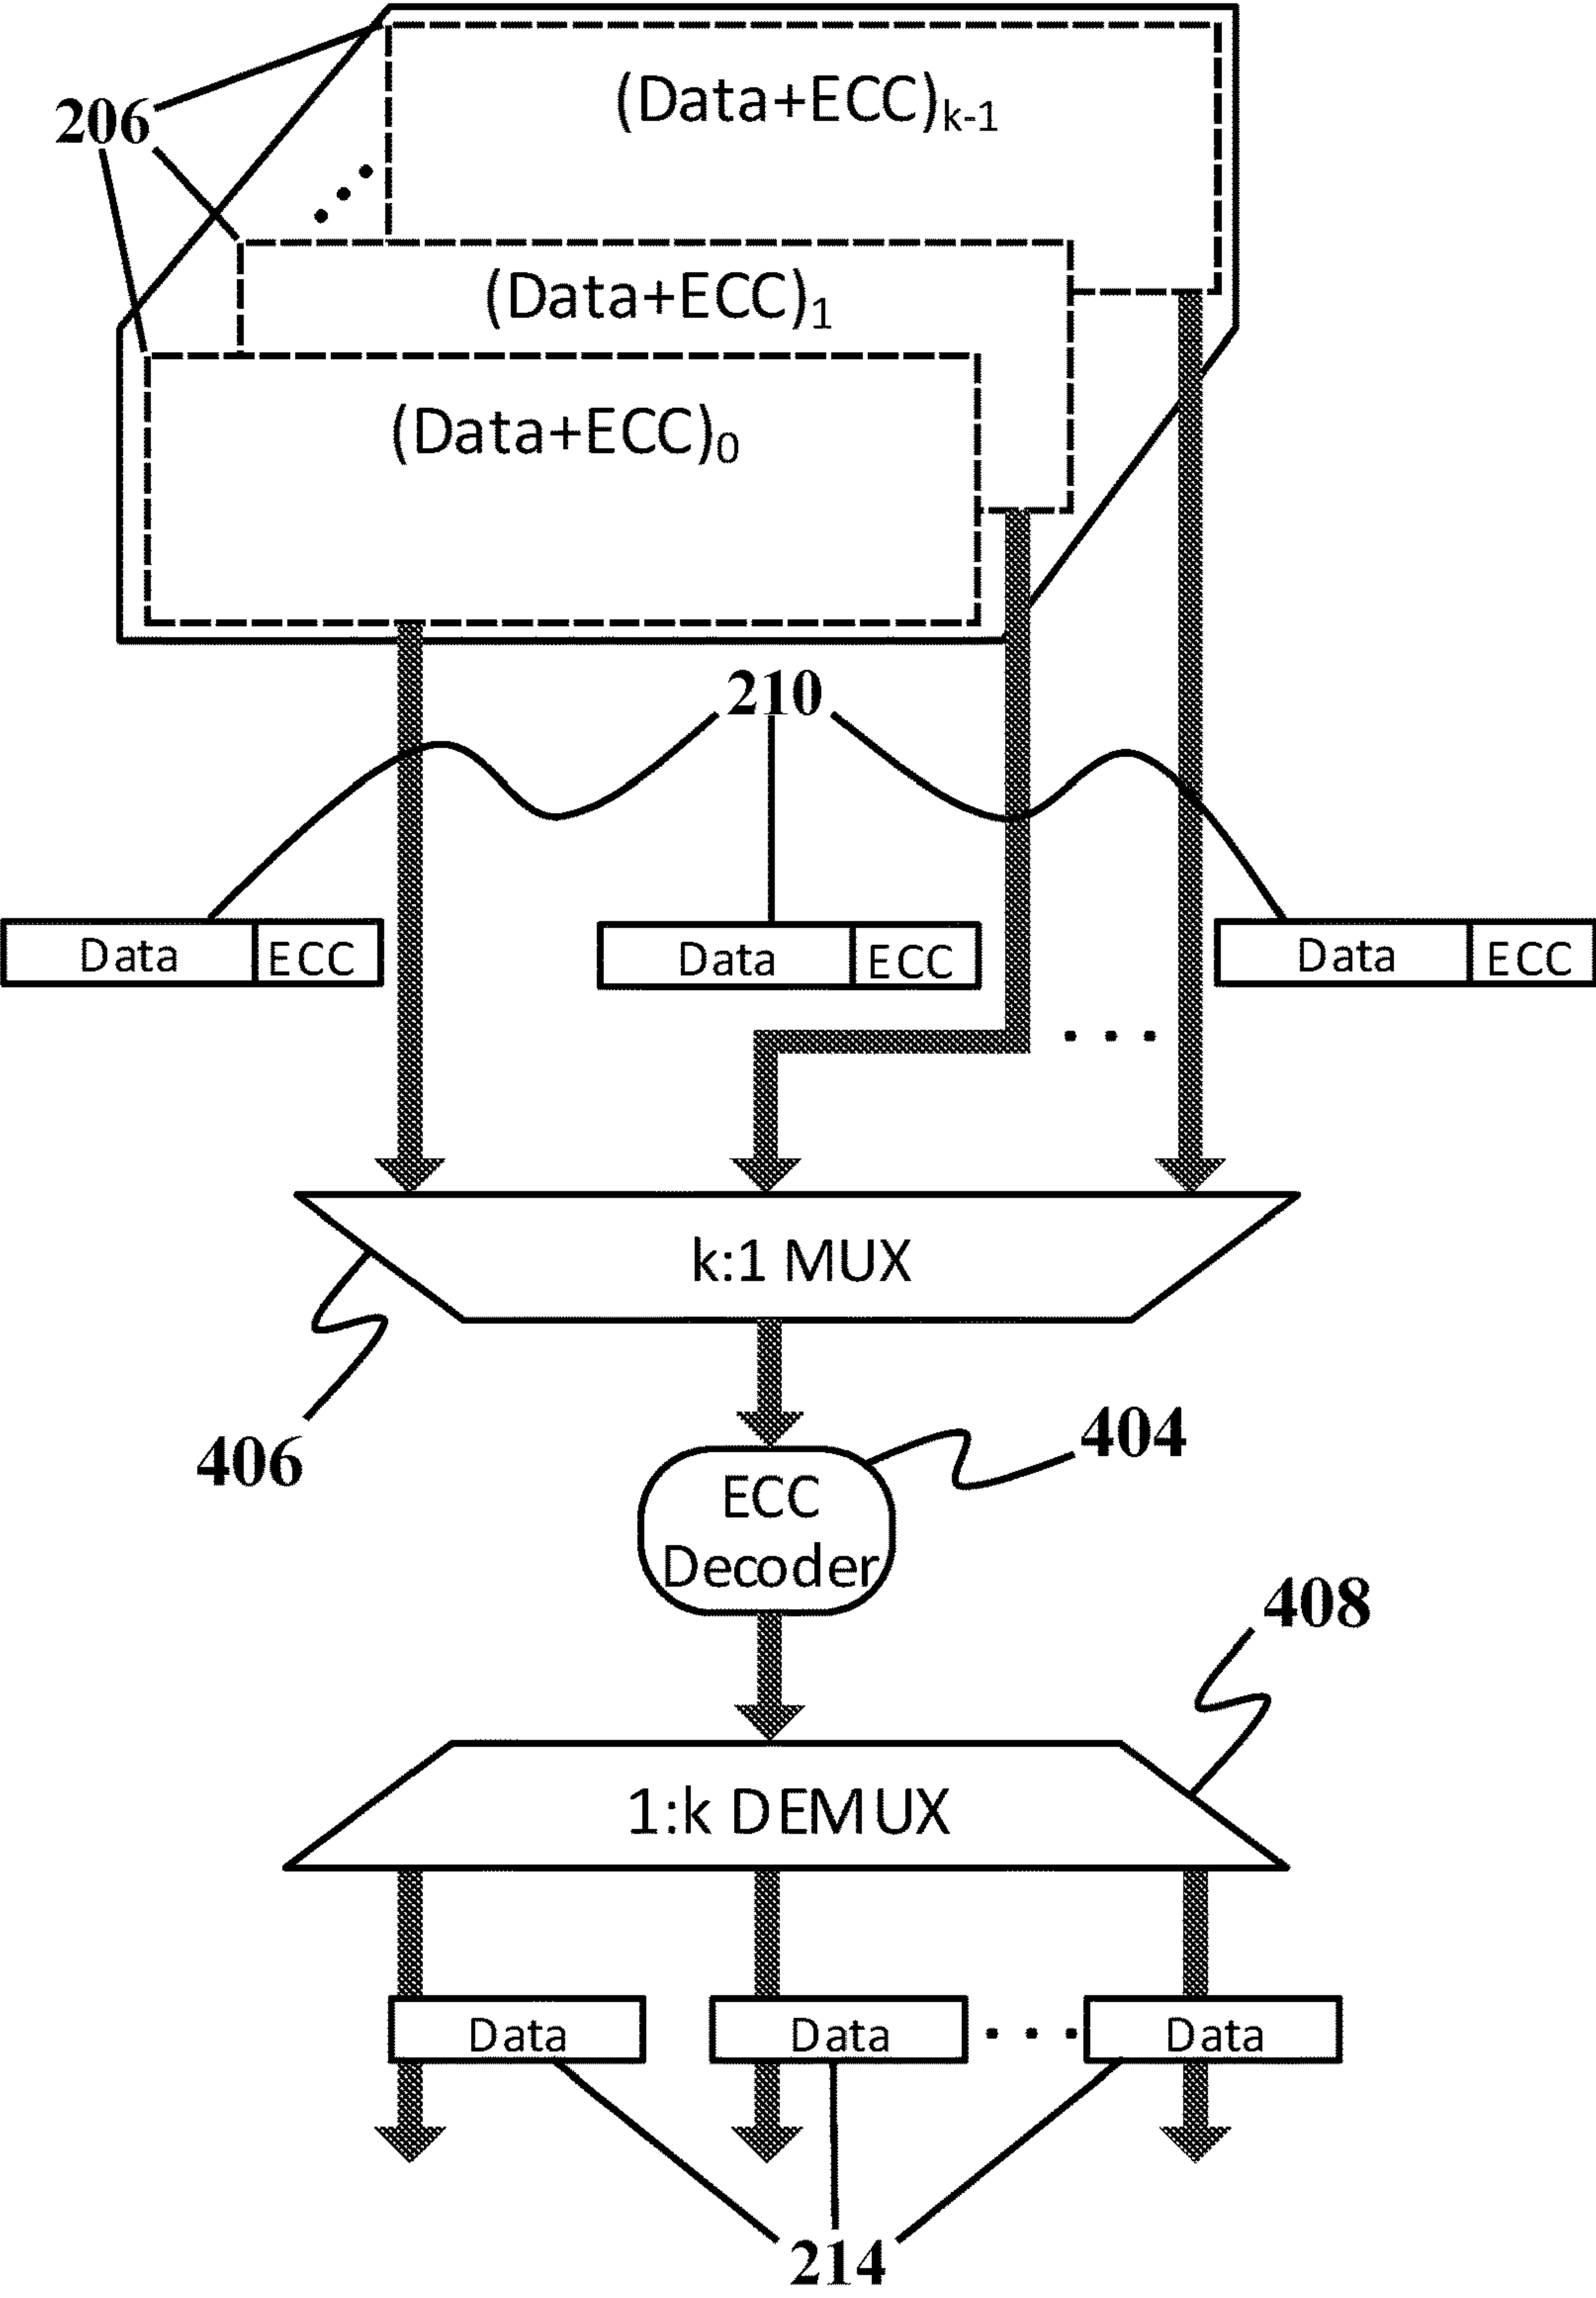 (Data+ECC)k-1
206
(Data+ECC)1
(Data+ECC)0
210
Data ECC
Data ECC
Data ECC
. . .
k:1 MUX
406
404
ECC
Decoder
408
1:k DEMUX
Data
Data
. . .
Data
214